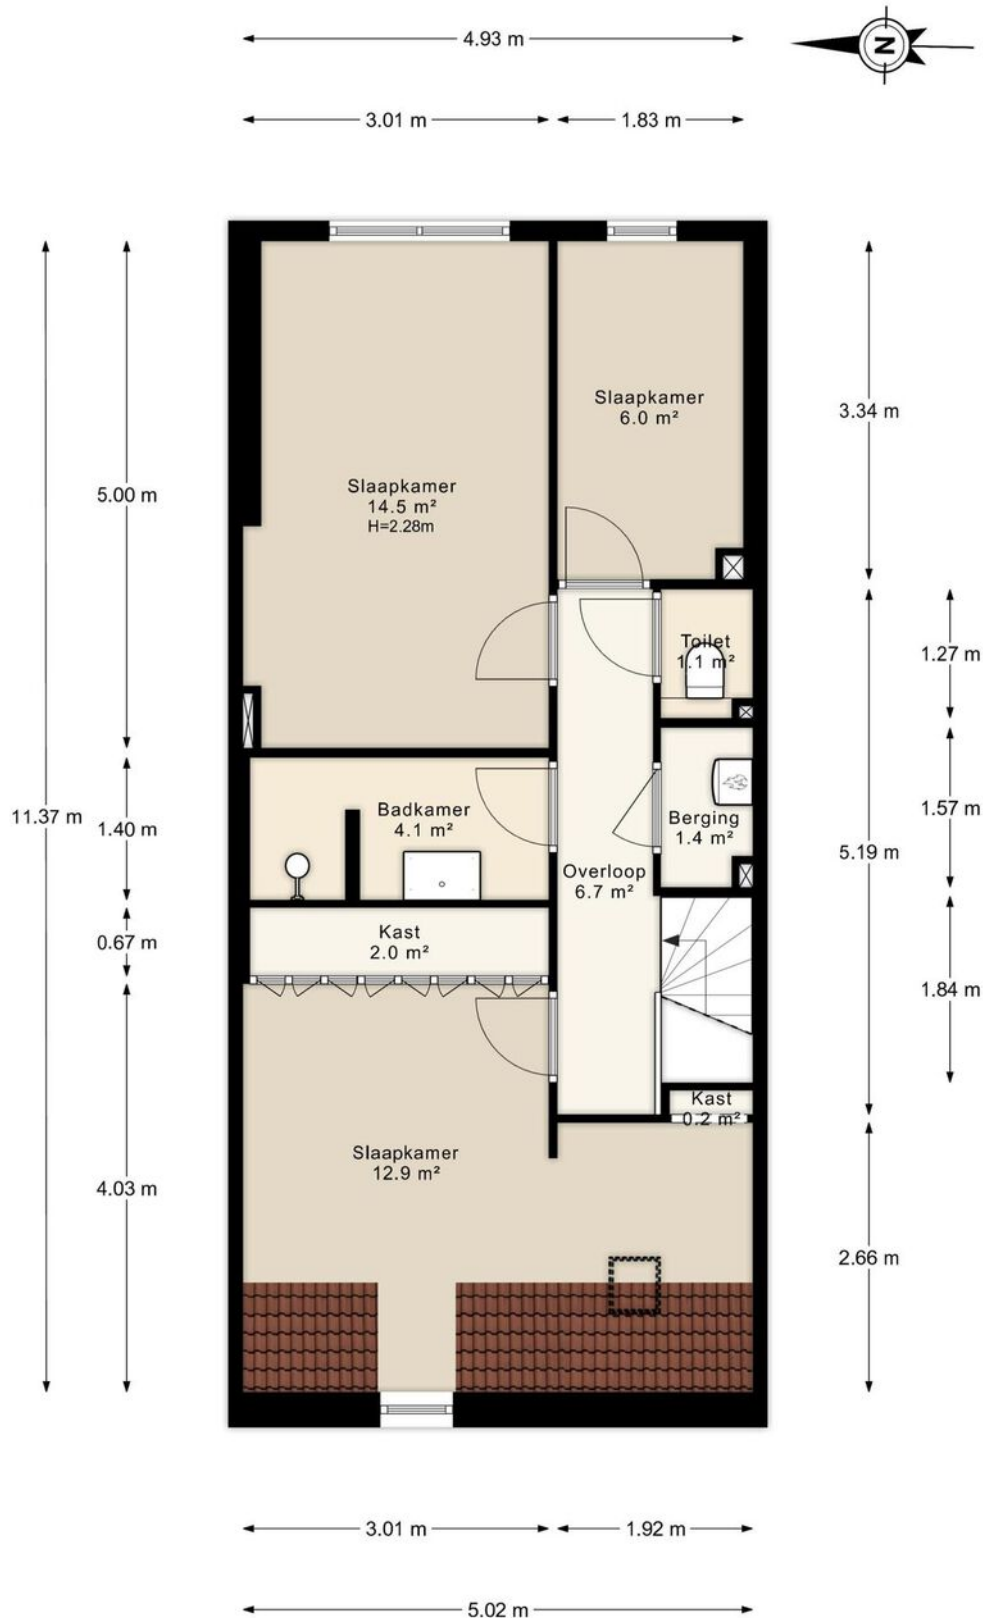 4.93 m
N
3.01 m
1.83 m
Slaapkamer
6.0 m²
3.34 m
Slaapkamer
14.5 m²
H=2.28m
5.00 m
Toilet
1.1 m²
1.27 m
11.37 m
1.40 m
Badkamer
4.1 m²
Berging
1.4 m²
1.57 m
5.19 m
Overloop
6.7 m²
0.67 m
Kast
2.0 m²
1.84 m
Kast
0.2 m²
Slaapkamer
12.9 m²
4.03 m
2.66 m
3.01 m
1.92 m
5.02 m